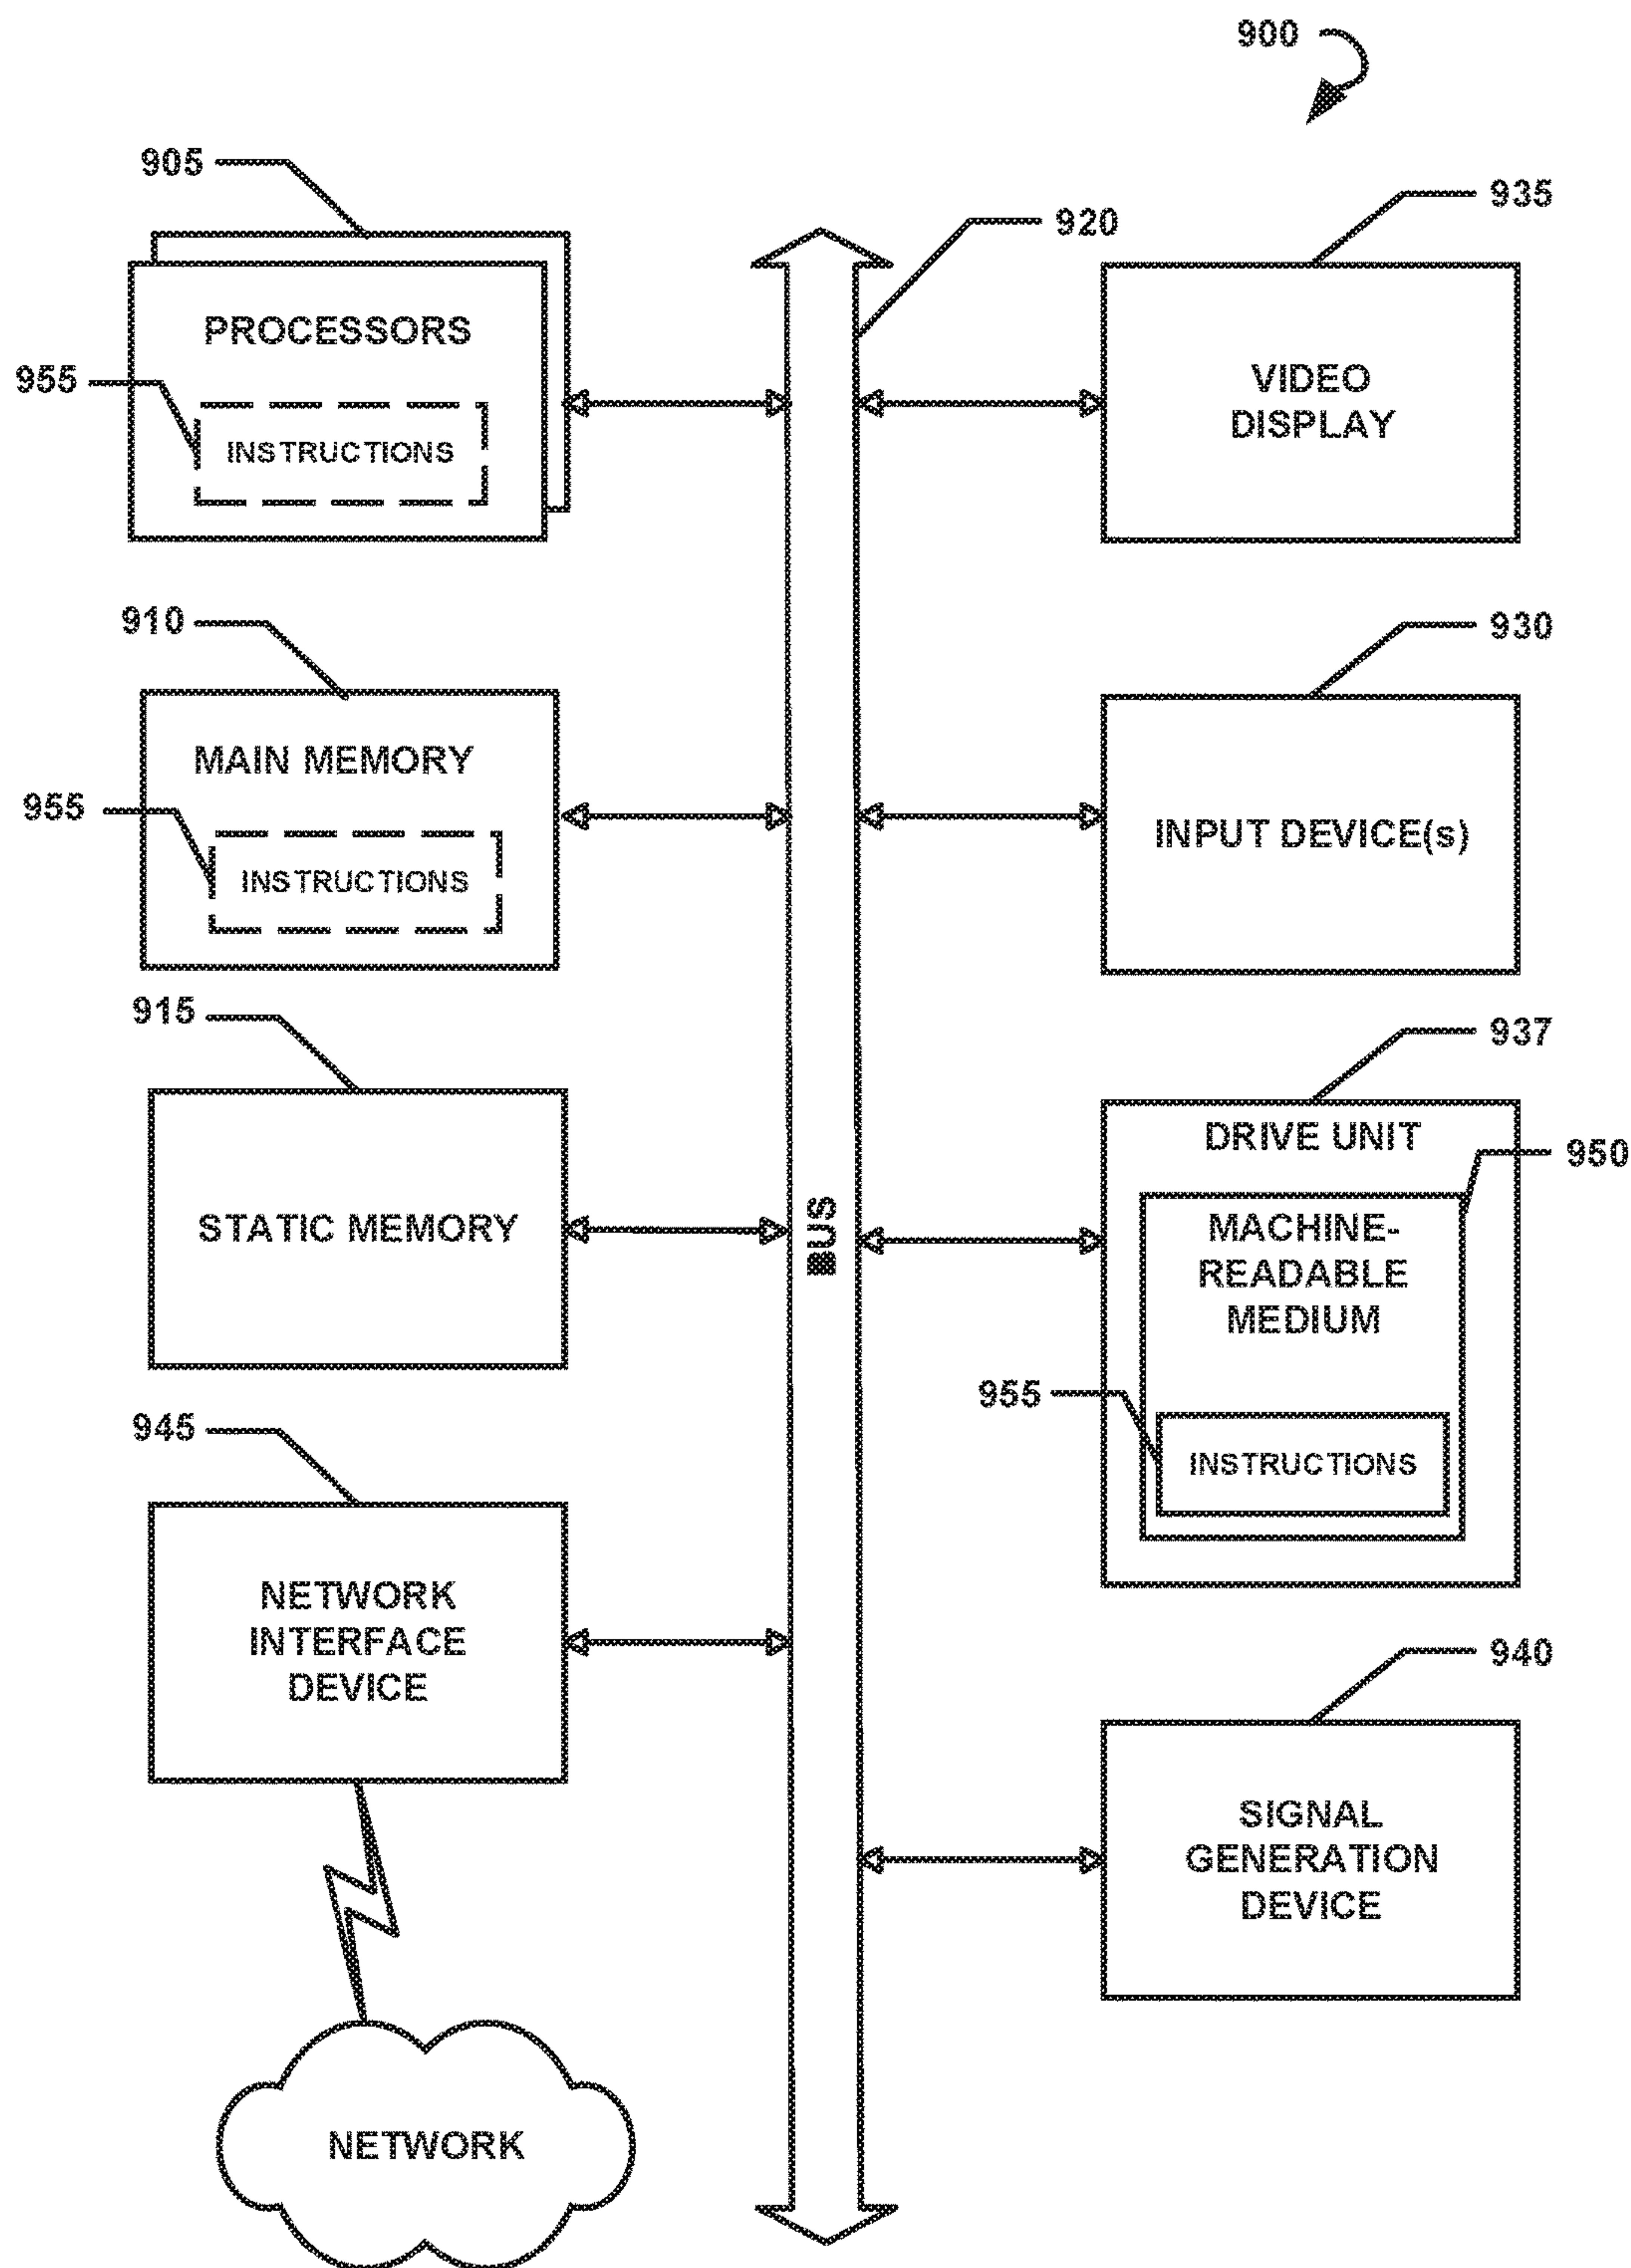 900
905
PROCESSORS
955
INSTRUCTIONS
920
935
VIDEO
DISPLAY
910
MAIN MEMORY
955
INSTRUCTIONS
930
INPUT DEVICE(s)
915
STATIC MEMORY
BUS
937
DRIVE UNIT
950
MACHINE-
READABLE
MEDIUM
955
INSTRUCTIONS
945
NETWORK
INTERFACE
DEVICE
940
SIGNAL
GENERATION
DEVICE
NETWORK